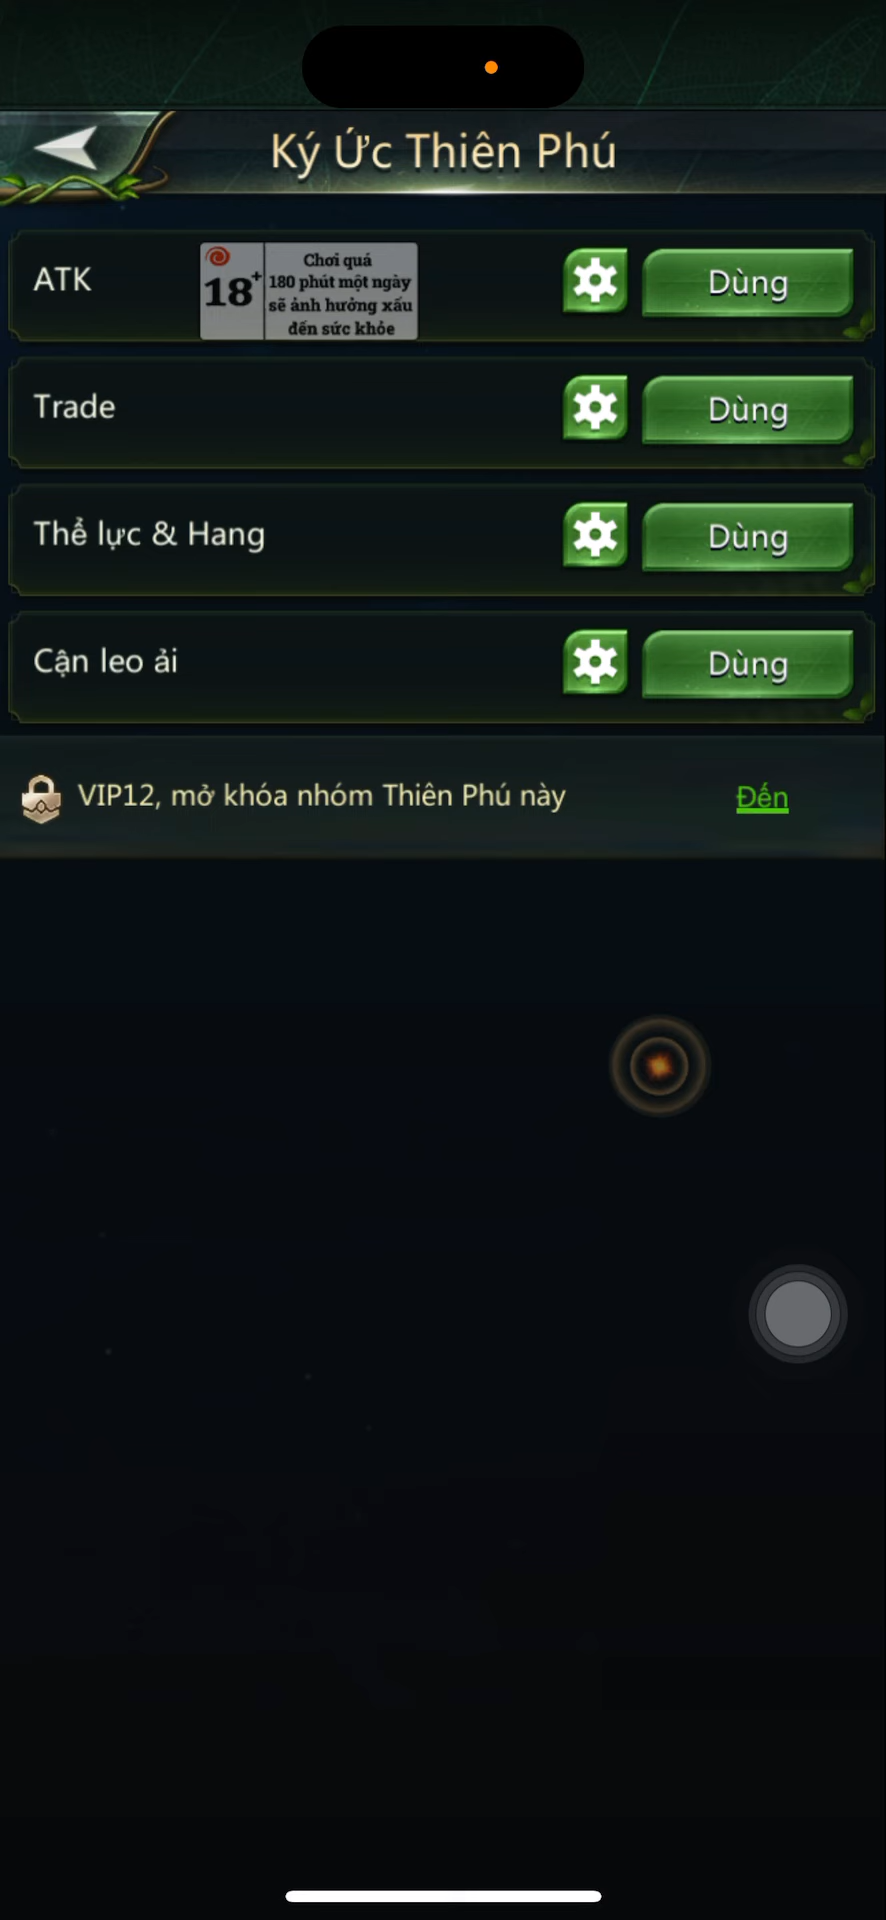 Ký Ức Thiên Phú
ATK
18+
Chơi quá
180 phút một ngày
sẽ ảnh hưởng xấu
đến sức khỏe
Dùng
Trade
Dùng
Thể lực & Hang
Dùng
Cận leo ải
Dùng
VIP12, mở khóa nhóm Thiên Phú này
Đến